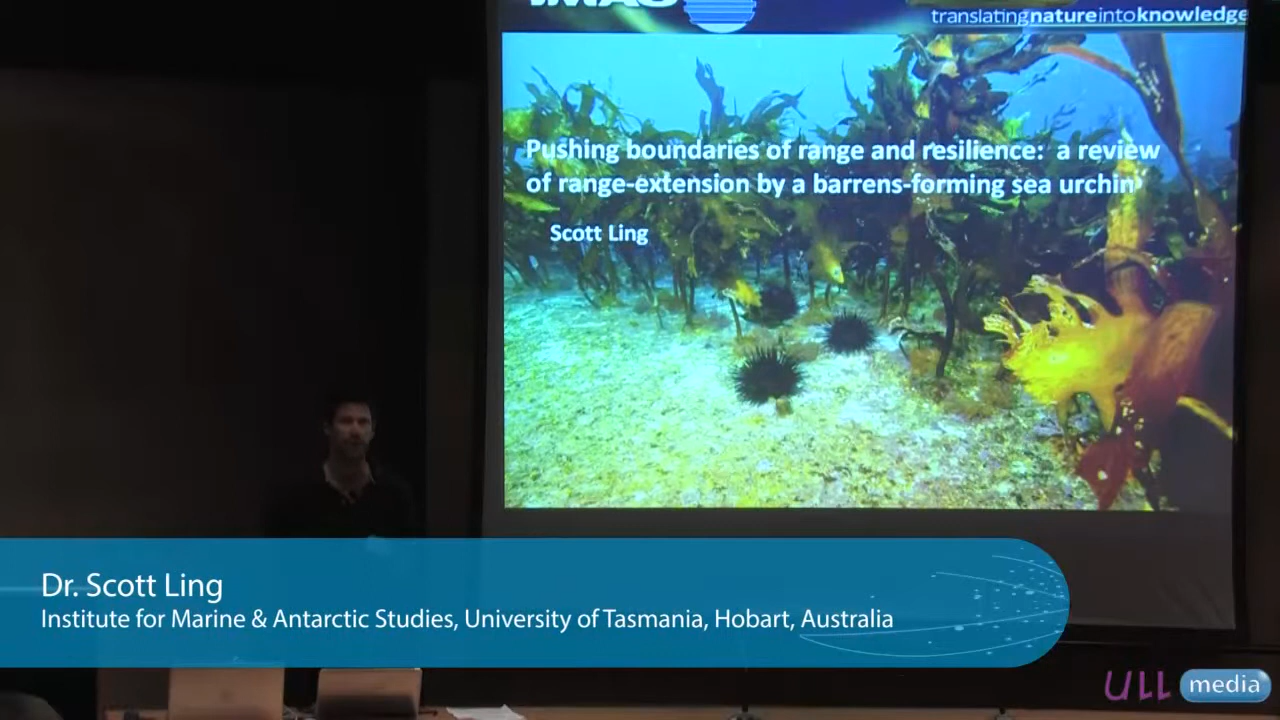 IMAS
translatingnatureintoknowledge
Pushing boundaries of range and resilience: a review
of range-extension by a barrens-forming sea urchin
Scott Ling
Dr. Scott Ling
Institute for Marine & Antarctic Studies, University of Tasmania, Hobart, Australia
ULL media